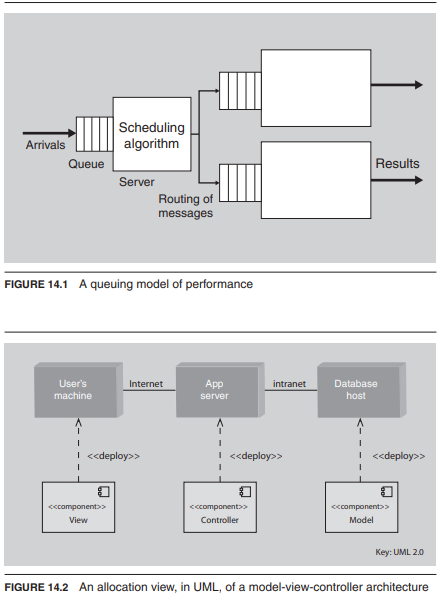 Arrivals
Queue
Scheduling
algorithm
Server
Routing of
messages
Results
FIGURE 14.1 A queuing model of performance
User's
machine
Internet
App
server
intranet
Database
host
<<deploy>>
<<deploy>>
<<deploy>>
<<component>>
View
<<component>>
Controller
<<component>>
Model
Key: UML 2.0
FIGURE 14.2 An allocation view, in UML, of a model-view-controller architecture